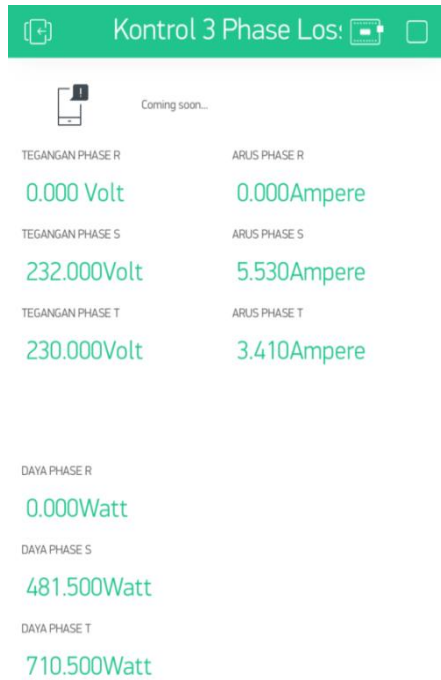 Kontrol 3 Phase Los:
Coming soon...
TEGANGAN PHASE R
ARUS PHASE R
0.000 Volt
0.000Ampere
TEGANGAN PHASE S
ARUS PHASE S
232.000Volt
5.530Ampere
TEGANGAN PHASE T
ARUS PHASE T
230.000Volt
3.410Ampere
DAYA PHASE R
0.000Watt
DAYA PHASE S
481.500Watt
DAYA PHASE T
710.500Watt